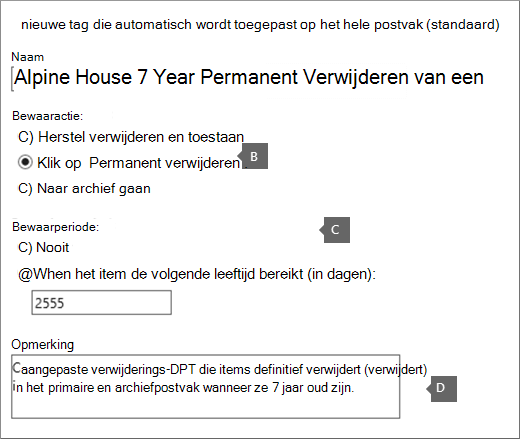 nieuwe tag die automatisch wordt toegepast op het hele postvak (standaard)
Naam
Alpine House 7 Year Permanent Verwijderen van een
Bewaaractie:
C) Herstel verwijderen en toestaan
Klik op Permanent verwijderen.
B
C) Naar archief gaan
Bewaarperiode:
C
C) Nooit
@When het item de volgende leeftijd bereikt (in dagen):
2555
Opmerking
Caangepaste verwijderings-DPT die items definitief verwijdert (verwijdert)
in het primaire en archiefpostvak wanneer ze 7 jaar oud zijn.
D